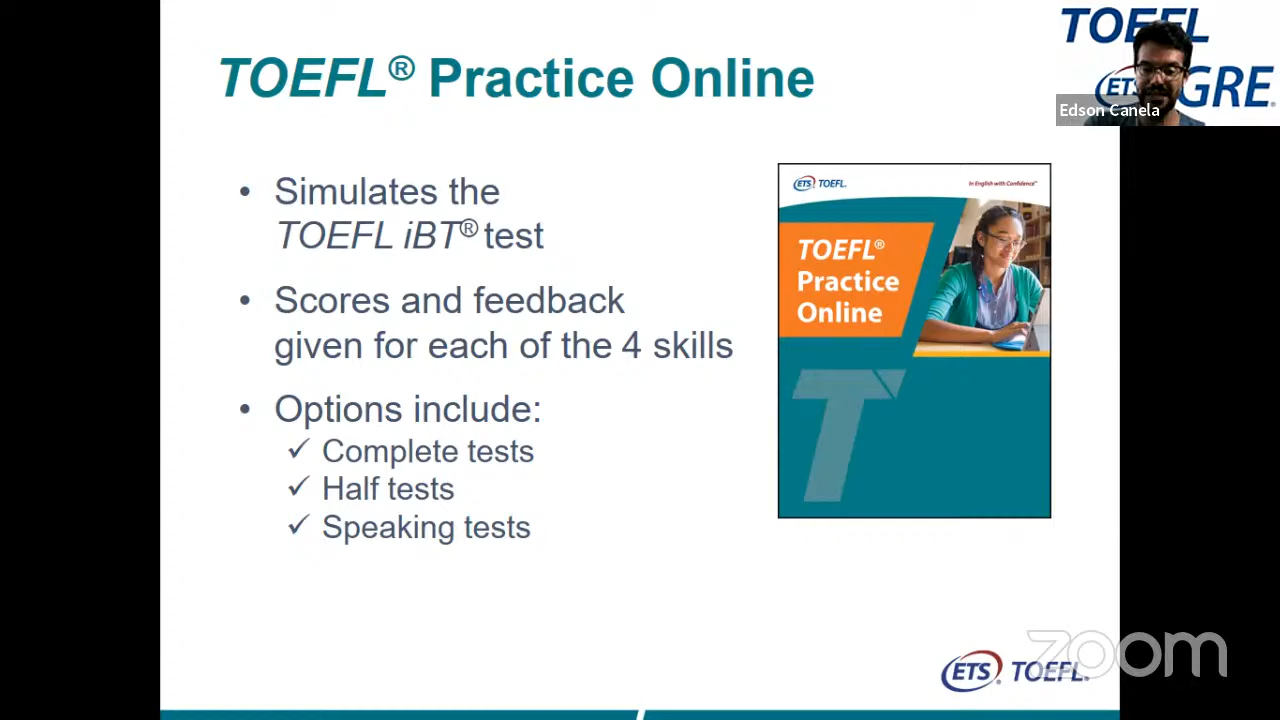 TOEFL® Practice Online
TOEFL
ETS GRE®
Edson Canela
• Simulates the
TOEFL iBT® test
• Scores and feedback
given for each of the 4 skills
• Options include:
✓ Complete tests
✓ Half tests
✓ Speaking tests
ETS TOEFL.
In English with Confidence™
TOEFL®
Practice
Online
T
zoom
ETS® TOEFL®